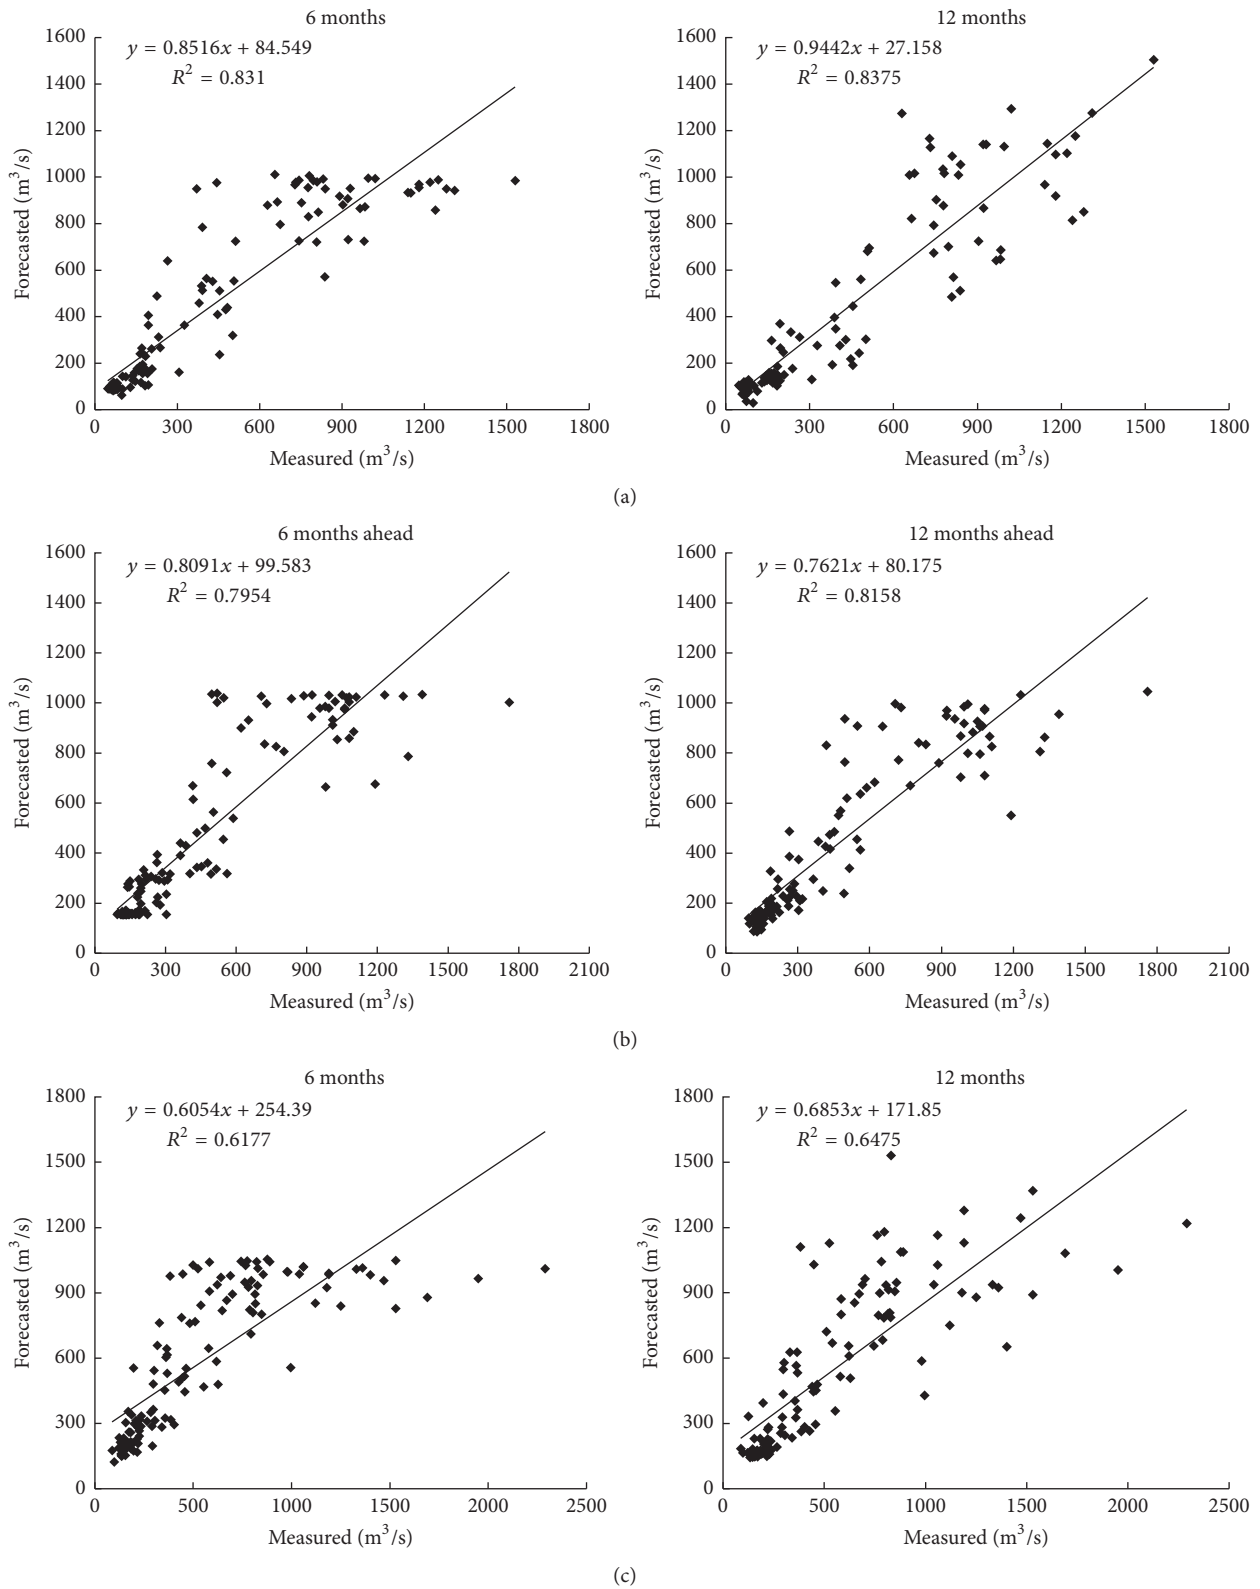 6 months
y = 0.8516x + 84.549
R² = 0.831
1600
1400
1200
1000
800
600
400
200
0
Forecasted (m³/s)
0 300 600 900 1200 1500 1800
Measured (m³/s)
12 months
y = 0.9442x + 27.158
R² = 0.8375
1600
1400
1200
1000
800
600
400
200
0
Forecasted (m³/s)
0 300 600 900 1200 1500 1800
Measured (m³/s)
(a)
6 months ahead
y = 0.8091x + 99.583
R² = 0.7954
1600
1400
1200
1000
800
600
400
200
0
Forecasted (m³/s)
0 300 600 900 1200 1500 1800 2100
Measured (m³/s)
12 months ahead
y = 0.7621x + 80.175
R² = 0.8158
1600
1400
1200
1000
800
600
400
200
0
Forecasted (m³/s)
0 300 600 900 1200 1500 1800 2100
Measured (m³/s)
(b)
6 months
y = 0.6054x + 254.39
R² = 0.6177
1800
1500
1200
900
600
300
0
Forecasted (m³/s)
0 500 1000 1500 2000 2500
Measured (m³/s)
12 months
y = 0.6853x + 171.85
R² = 0.6475
1800
1500
1200
900
600
300
0
Forecasted (m³/s)
0 500 1000 1500 2000 2500
Measured (m³/s)
(c)